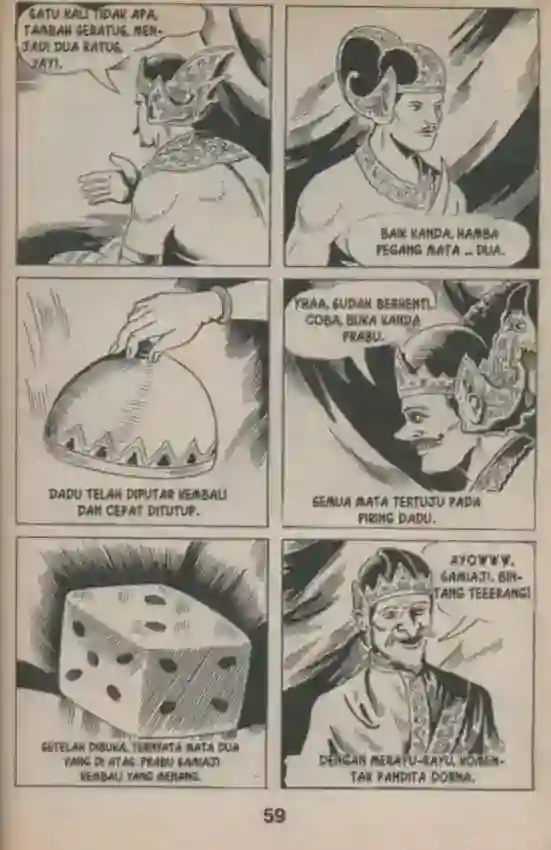 SATU KALI TIDAK APA,
TAMBAH SERATUS, MEN-
JADI DUA RATUS,
YAYI.
BAIK KANDA, HAMBA
PEGANG MATA ... DUA.
DADU TELAH DIPUTAR KEMBALI
DAN CEPAT DITUTUP.
YRAA, SUDAH BERHENTI,
COBA, BUKA KANDA
PRABU.
SEMUA MATA TERTUJU PADA
PIRING DADU.
SETELAH DIBUKA, TERNYATA MATA DUA
YANG DI ATAS. PRABU SAMIAJI
KEMBALI YANG MENANG.
AYOWWW,
SAMIAJI, BIN-
TANG TEEERANG!
DENGAN MERAYU-RAYU, KOMEN-
TAR PANDITA DORNA.
59